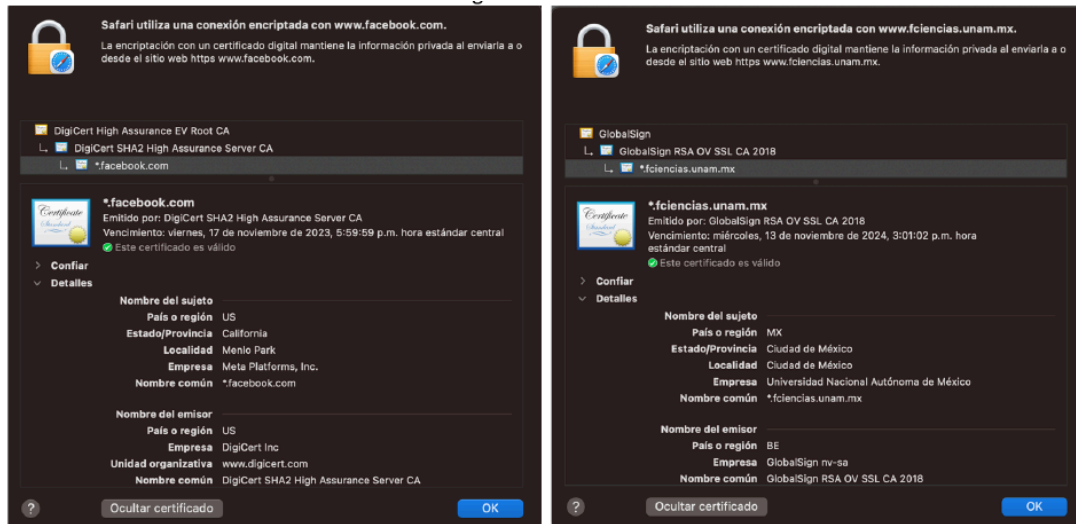 Safari utiliza una conexión encriptada con www.facebook.com.
La encriptación con un certificado digital mantiene la información privada al enviarla a o
desde el sitio web https www.facebook.com.
DigiCert High Assurance EV Root CA
DigiCert SHA2 High Assurance Server CA
*.facebook.com
Certificate
Standard
*.facebook.com
Emitido por: DigiCert SHA2 High Assurance Server CA
Vencimiento: viernes, 17 de noviembre de 2023, 5:59:59 p.m. hora estándar central
Este certificado es válido
Confiar
Detalles
Nombre del sujeto
País o región US
Estado/Provincia California
Localidad Menlo Park
Empresa Meta Platforms, Inc.
Nombre común *.facebook.com
Nombre del emisor
País o región US
Empresa DigiCert Inc
Unidad organizativa www.digicert.com
Nombre común DigiCert SHA2 High Assurance Server CA
? Ocultar certificado OK
Safari utiliza una conexión encriptada con www.fciencias.unam.mx.
La encriptación con un certificado digital mantiene la información privada al enviarla a o
desde el sitio web https www.fciencias.unam.mx.
GlobalSign
GlobalSign RSA OV SSL CA 2018
*.fciencias.unam.mx
Certificate
Standard
*.fciencias.unam.mx
Emitido por: GlobalSign RSA OV SSL CA 2018
Vencimiento: miércoles, 13 de noviembre de 2024, 3:01:02 p.m. hora
estándar central
Este certificado es válido
Confiar
Detalles
Nombre del sujeto
País o región MX
Estado/Provincia Ciudad de México
Localidad Ciudad de México
Empresa Universidad Nacional Autónoma de México
Nombre común *.fciencias.unam.mx
Nombre del emisor
País o región BE
Empresa GlobalSign nv-sa
Nombre común GlobalSign RSA OV SSL CA 2018
? Ocultar certificado OK